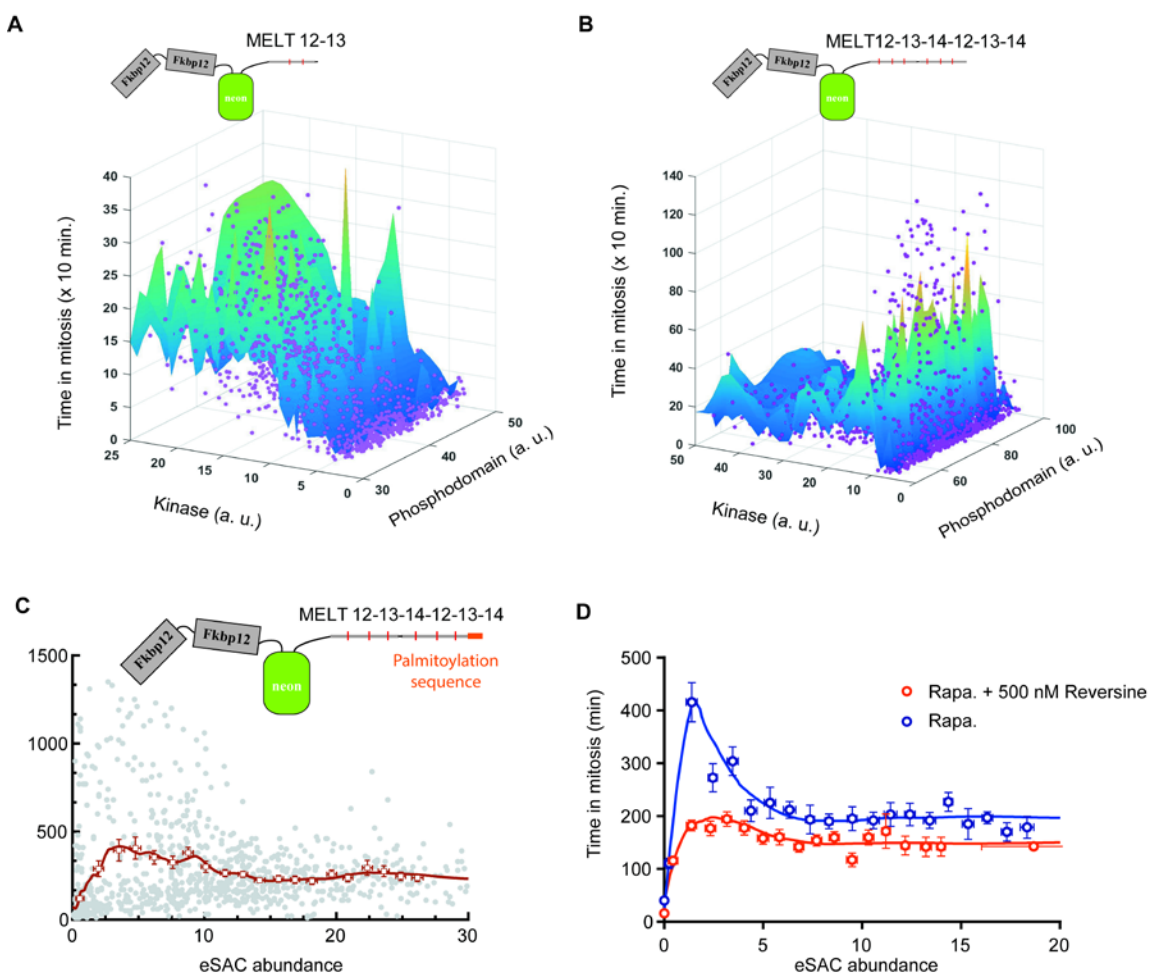 A
MELT 12-13
Fkbp12
Fkbp12
neon
Time in mitosis (x 10 min.)
40
35
30
25
20
15
10
5
0
25
20
15
10
5
0
Kinase (a. u.)
30
40
50
Phosphodomain (a. u.)
B
MELT12-13-14-12-13-14
Fkbp12
Fkbp12
neon
Time in mitosis (x 10 min.)
140
120
100
80
60
40
20
0
50
40
30
20
10
0
Kinase (a. u.)
60
80
100
Phosphodomain (a. u.)
C
MELT 12-13-14-12-13-14
Fkbp12
Fkbp12
neon
Palmitoylation
sequence
1500
1000
500
0
0
10
20
30
eSAC abundance
D
Time in mitosis (min)
500
400
300
200
100
0
0
5
10
15
20
eSAC abundance
Rapa. + 500 nM Reversine
Rapa.